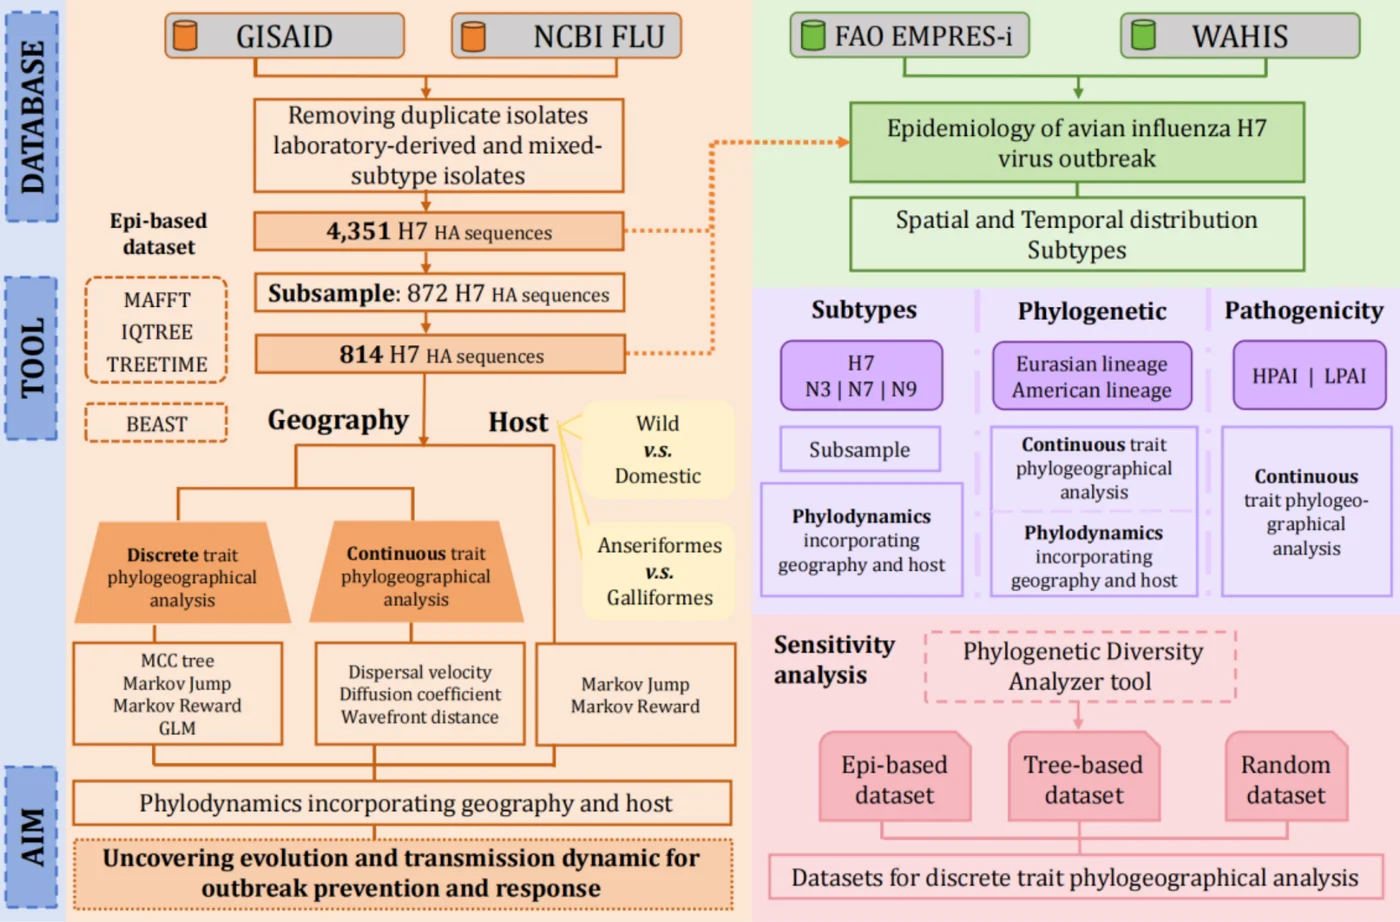 DATABASE
GISAID
NCBI FLU
Removing duplicate isolates
laboratory-derived and mixed-
subtype isolates
4,351 H7 HA sequences
Epi-based
dataset
Subsample: 872 H7 HA sequences
814 H7 HA sequences
TOOL
MAFFT
IQTREE
TREETIME
BEAST
Geography
Host
Wild
v.s.
Domestic
Anseriformes
v.s.
Galliformes
Discrete trait
phylogeographical
analysis
Continuous trait
phylogeographical
analysis
MCC tree
Markov Jump
Markov Reward
GLM
Dispersal velocity
Diffusion coefficient
Wavefront distance
Markov Jump
Markov Reward
AIM
Phylodynamics incorporating geography and host
Uncovering evolution and transmission dynamic for
outbreak prevention and response
FAO EMPRES-i
WAHIS
Epidemiology of avian influenza H7
virus outbreak
Spatial and Temporal distribution
Subtypes
Subtypes
H7
N3 | N7 | N9
Subsample
Phylodynamics
incorporating
geography and host
Phylogenetic
Eurasian lineage
American lineage
Continuous trait
phylogeographical
analysis
Phylodynamics
incorporating
geography and host
Pathogenicity
HPAI | LPAI
Continuous
trait phylogeo-
graphical
analysis
Sensitivity
analysis
Phylogenetic Diversity
Analyzer tool
Epi-based
dataset
Tree-based
dataset
Random
dataset
Datasets for discrete trait phylogeographical analysis